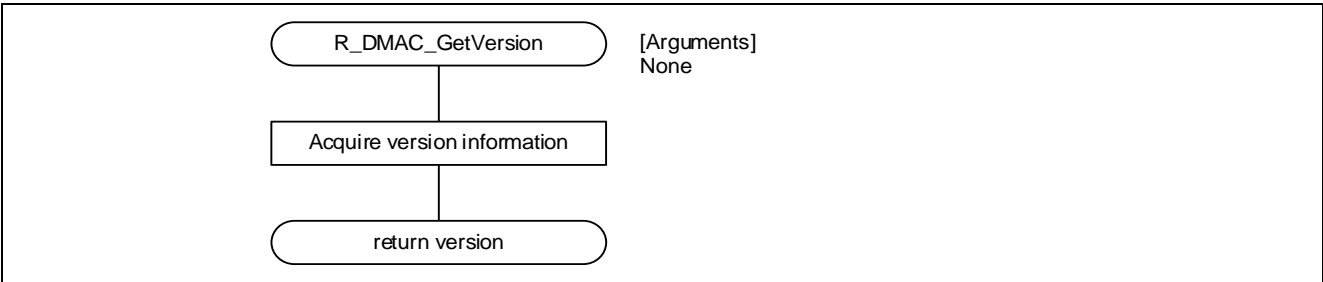 R_DMAC_GetVersion
[Arguments]
None
Acquire version information
return version